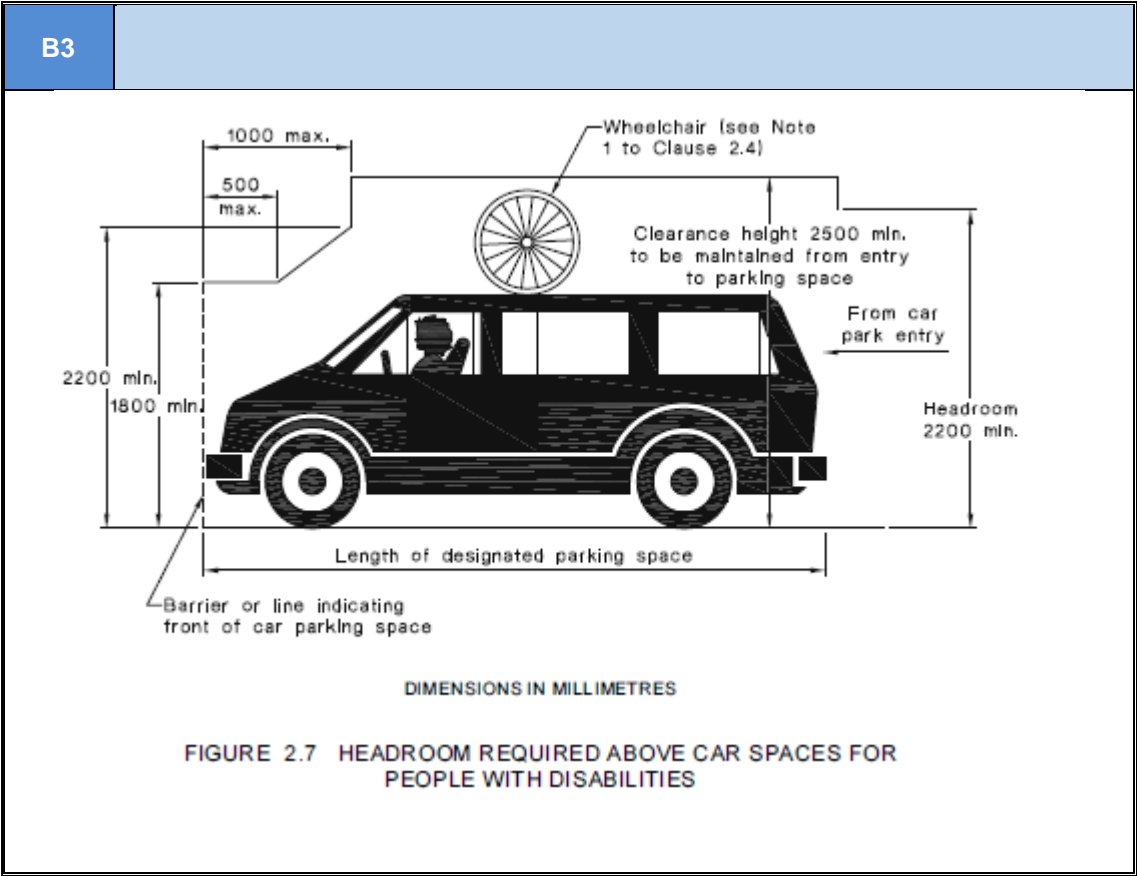 B3
1000 max.
Wheelchair (see Note
1 to Clause 2.4)
500
max.
Clearance height 2500 min.
to be maintained from entry
to parking space
From car
park entry
2200 min.
1800 min.
Headroom
2200 min.
Length of designated parking space
Barrier or line indicating
front of car parking space
DIMENSIONS IN MILLIMETRES
FIGURE 2.7 HEADROOM REQUIRED ABOVE CAR SPACES FOR
PEOPLE WITH DISABILITIES